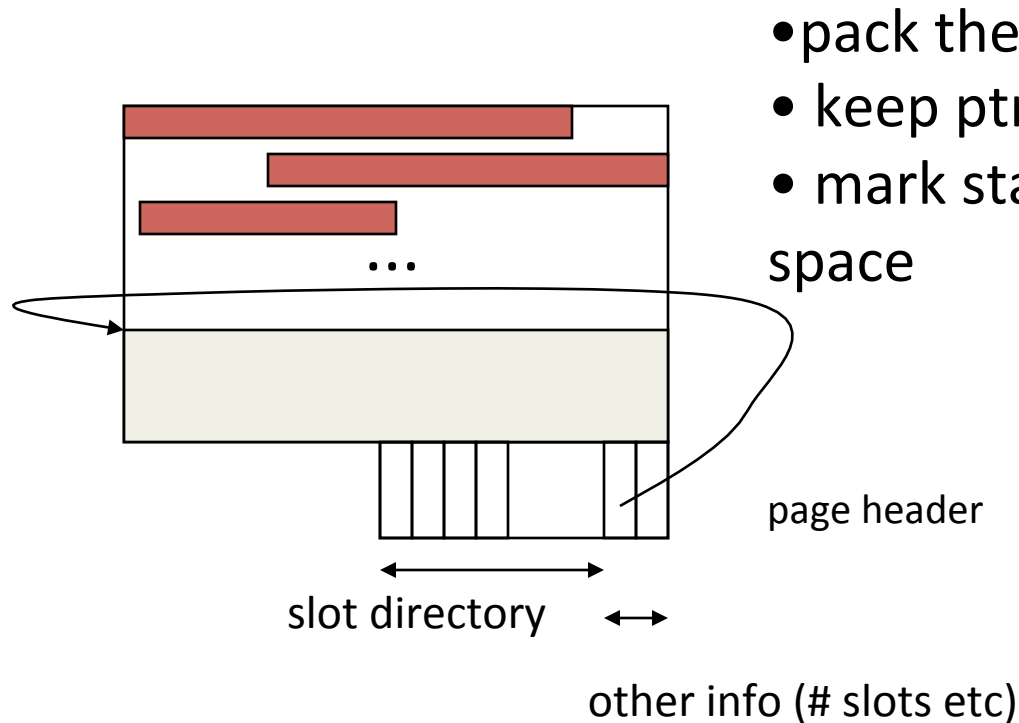 •pack the
• keep ptr
• mark sta
space
...
page header
slot directory
other info (# slots etc)